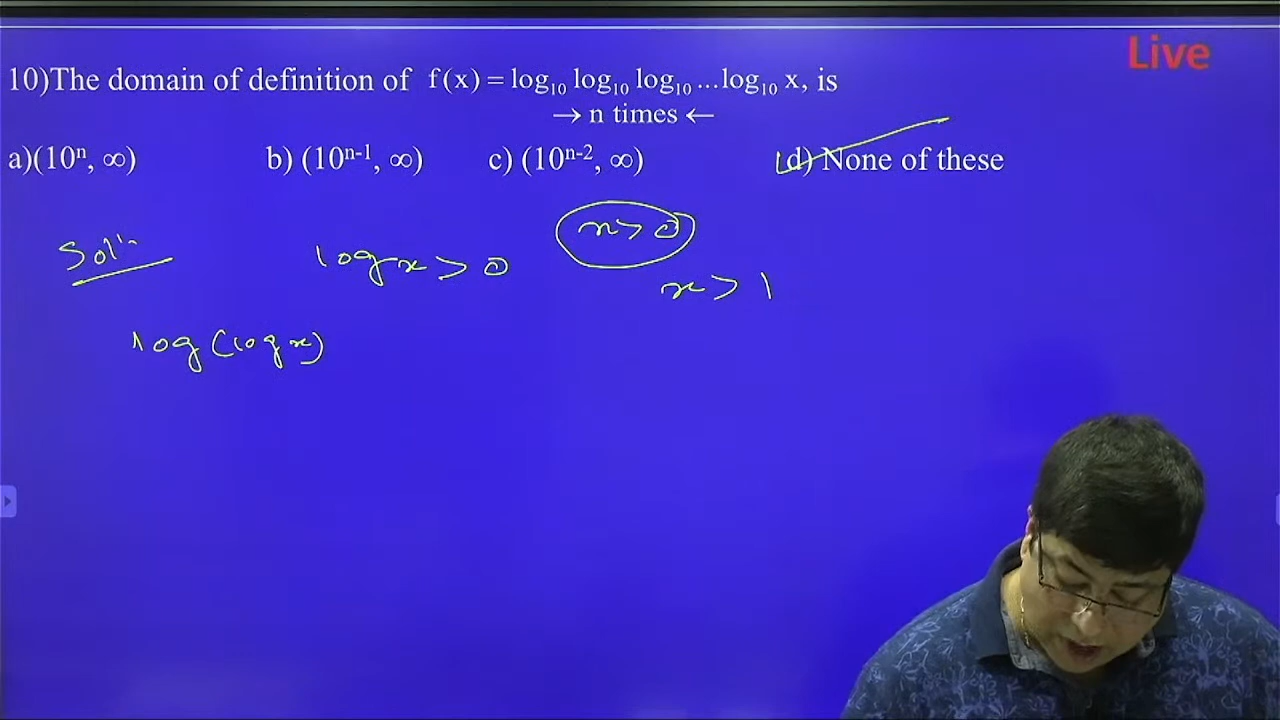 Live
10)The domain of definition of f(x) = log₁₀ log₁₀ log₁₀ ...log₁₀ x, is
→ n times ←
a)(10ⁿ, ∞) b) (10ⁿ⁻¹, ∞) c) (10ⁿ⁻², ∞) d) None of these
Solⁿ log x > 0 x > 0
x > 1
log (log x)